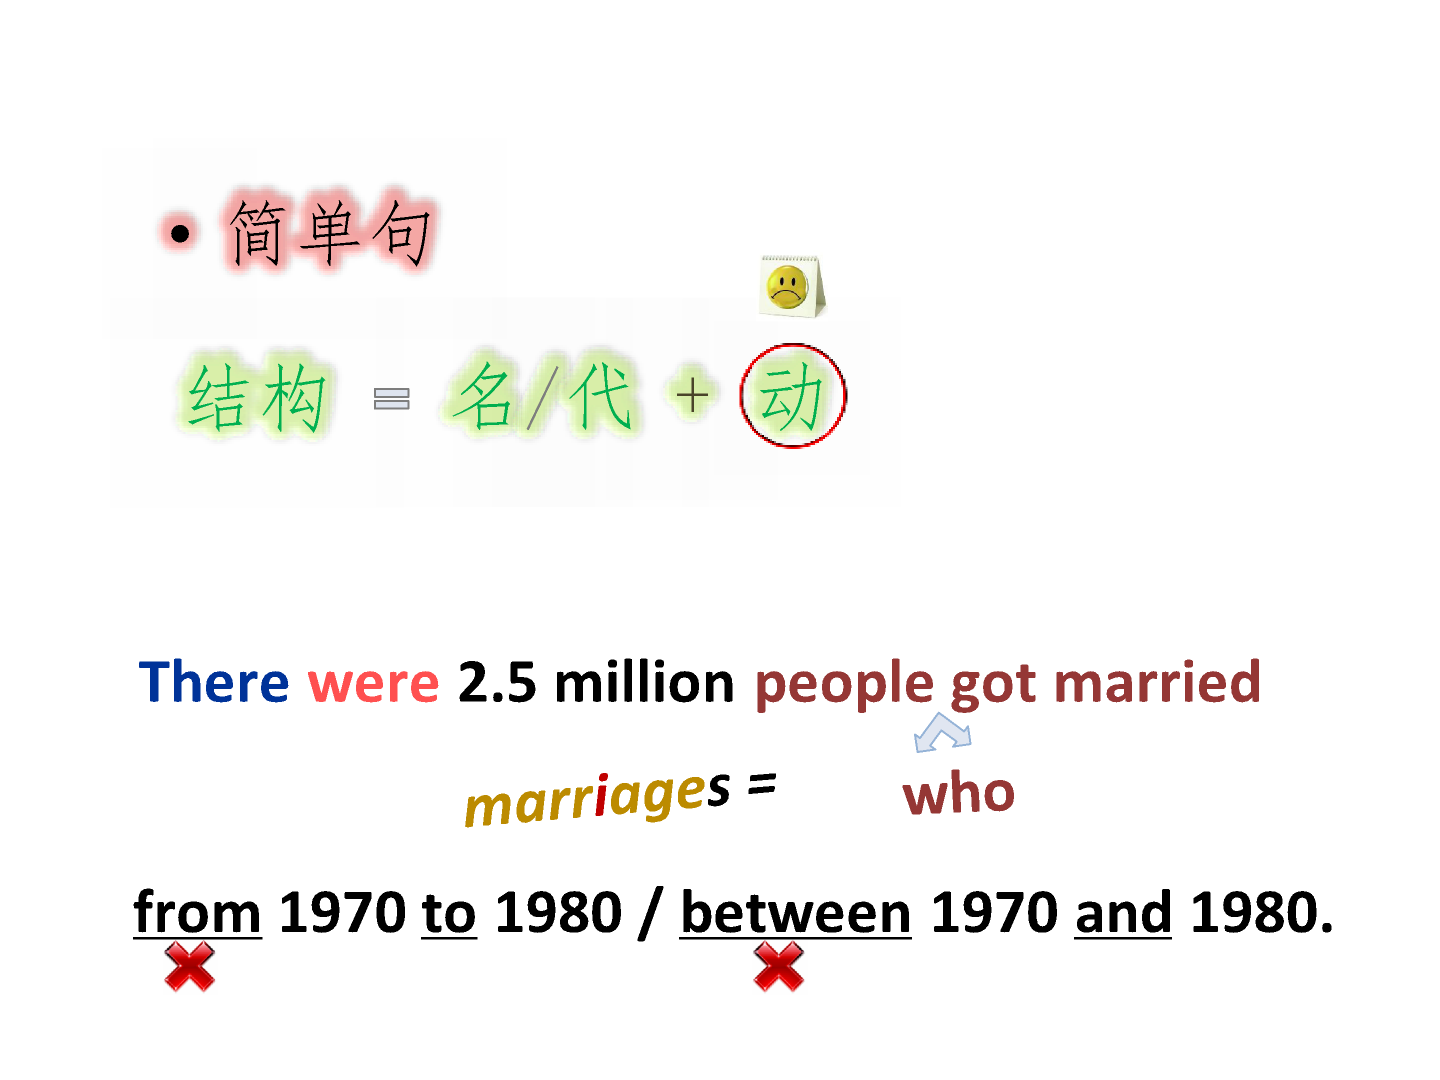 • 简单句
结构 = 名/代 + 动
There were 2.5 million people got married
marriages = who
from 1970 to 1980 / between 1970 and 1980.